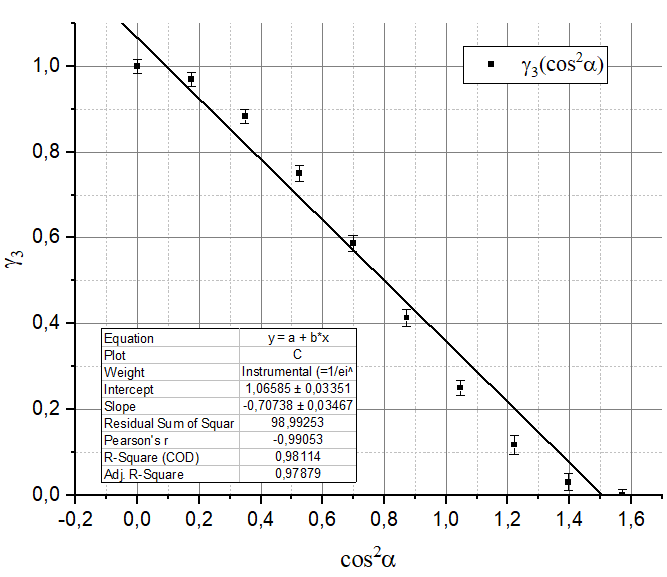 γ₃(cos²α)
1,0
0,8
0,6
0,4
0,2
0,0
γ₃
Equation y = a + b*x
Plot C
Weight Instrumental (=1/ei^
Intercept 1,06585 ± 0,03351
Slope -0,70738 ± 0,03467
Residual Sum of Squar 98,99253
Pearson's r -0,99053
R-Square (COD) 0,98114
Adj. R-Square 0,97879
-0,2 0,0 0,2 0,4 0,6 0,8 1,0 1,2 1,4 1,6
cos²α